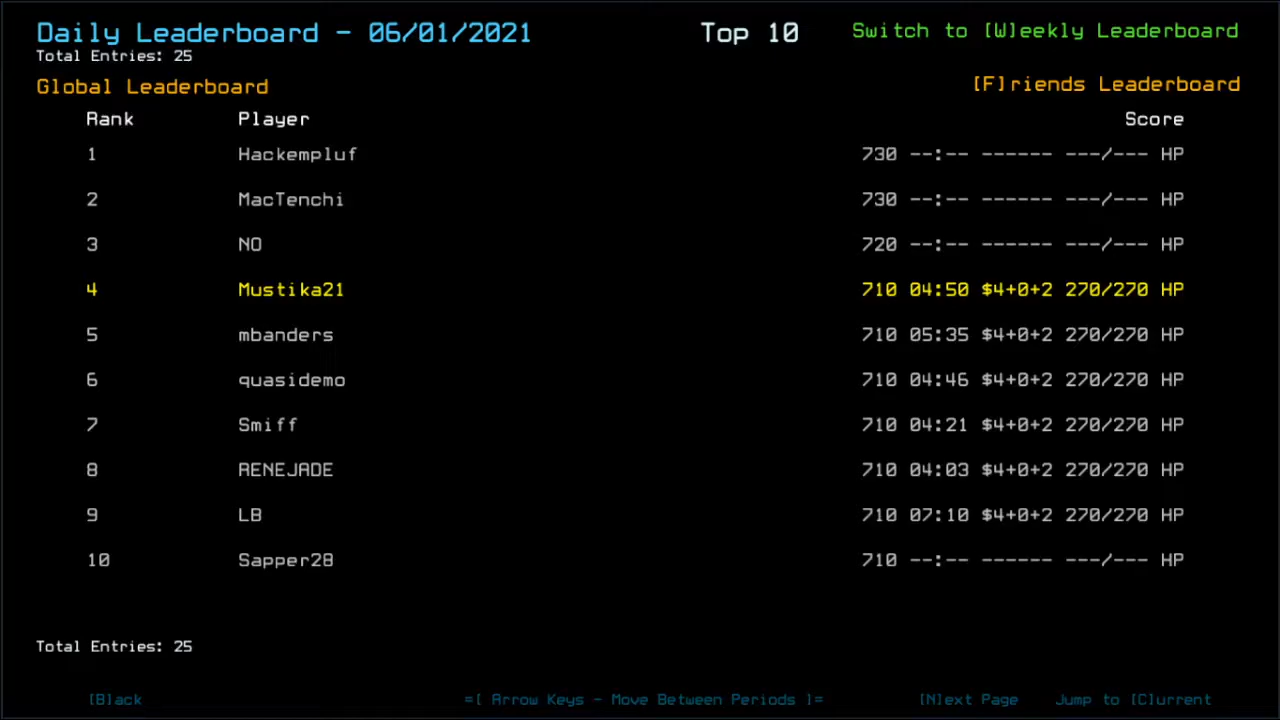 Daily Leaderboard - 06/01/2021 Top 10 Switch to [W]eekly Leaderboard
Total Entries: 25
Global Leaderboard [F]riends Leaderboard
Rank Player Score
1 Hackempluf 730 --:-- ------ ---/--- HP
2 MacTenchi 730 --:-- ------ ---/--- HP
3 NO 720 --:-- ------ ---/--- HP
4 Mustika21 710 04:50 $4+0+2 270/270 HP
5 mbanders 710 05:35 $4+0+2 270/270 HP
6 quasidemo 710 04:46 $4+0+2 270/270 HP
7 Smiff 710 04:21 $4+0+2 270/270 HP
8 RENEJADE 710 04:03 $4+0+2 270/270 HP
9 LB 710 07:10 $4+0+2 270/270 HP
10 Sapper28 710 --:-- ------ ---/--- HP
Total Entries: 25
[B]ack =[ Arrow Keys - Move Between Periods ]= [N]ext Page Jump to [C]urrent